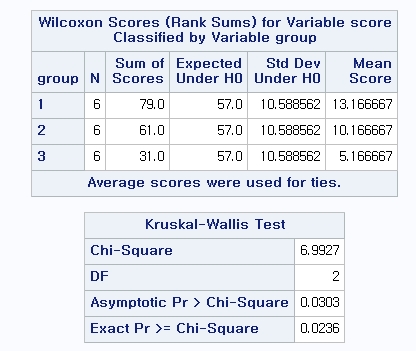 Wilcoxon Scores (Rank Sums) for Variable score
Classified by Variable group
group N Sum of Scores Expected Under H0 Std Dev Under H0 Mean Score
1 6 79.0 57.0 10.588562 13.166667
2 6 61.0 57.0 10.588562 10.166667
3 6 31.0 57.0 10.588562 5.166667
Average scores were used for ties.
Kruskal-Wallis Test
Chi-Square 6.9927
DF 2
Asymptotic Pr > Chi-Square 0.0303
Exact Pr >= Chi-Square 0.0236